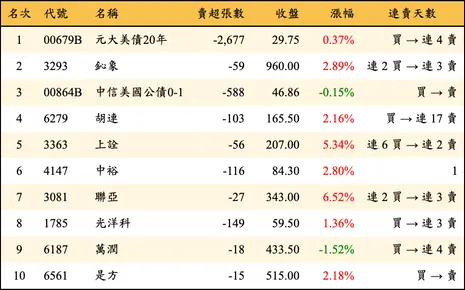 名次 代號 名稱 賣超張數 收盤 漲幅 連賣天數
1 00679B 元大美債20年 -2,677 29.75 0.37% 買→連 4 賣
2 3293 鈊象 -59 960.00 2.89% 連 2 買→連 3 賣
3 00864B 中信美國公債0-1 -588 46.86 -0.15% 買→賣
4 6279 胡連 -103 165.50 2.16% 買→連 17 賣
5 3363 上詮 -56 207.00 5.34% 連 6 買→連 2 賣
6 4147 中裕 -116 84.30 2.80% 1
7 3081 聯亞 -27 343.00 6.52% 連 2 買→連 3 賣
8 1785 光洋科 -149 59.50 1.36% 買→連 3 賣
9 6187 萬潤 -18 433.50 -1.52% 買→連 4 賣
10 6561 是方 -15 515.00 2.18% 買→賣